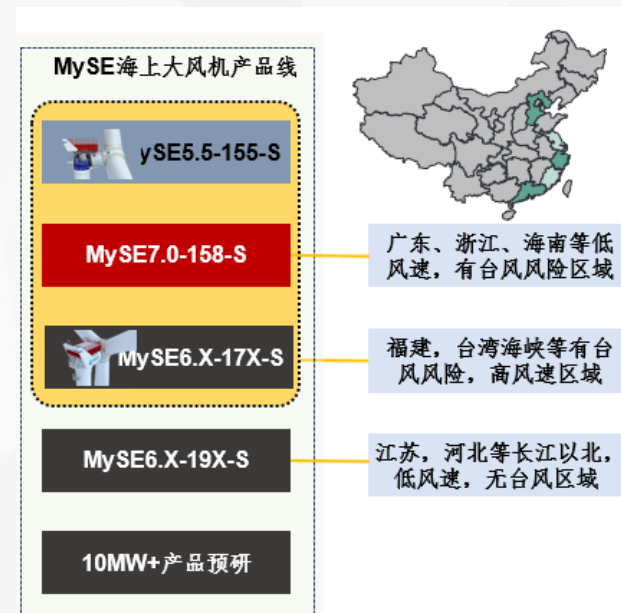 MySE海上大风机产品线
ySE5.5-155-S
MySE7.0-158-S
广东、浙江、海南等低
风速，有台风风险区域
MySE6.X-17X-S
福建，台湾海峡等有台
风风险，高风速区域
MySE6.X-19X-S
江苏，河北等长江以北，
低风速，无台风区域
10MW+产品预研